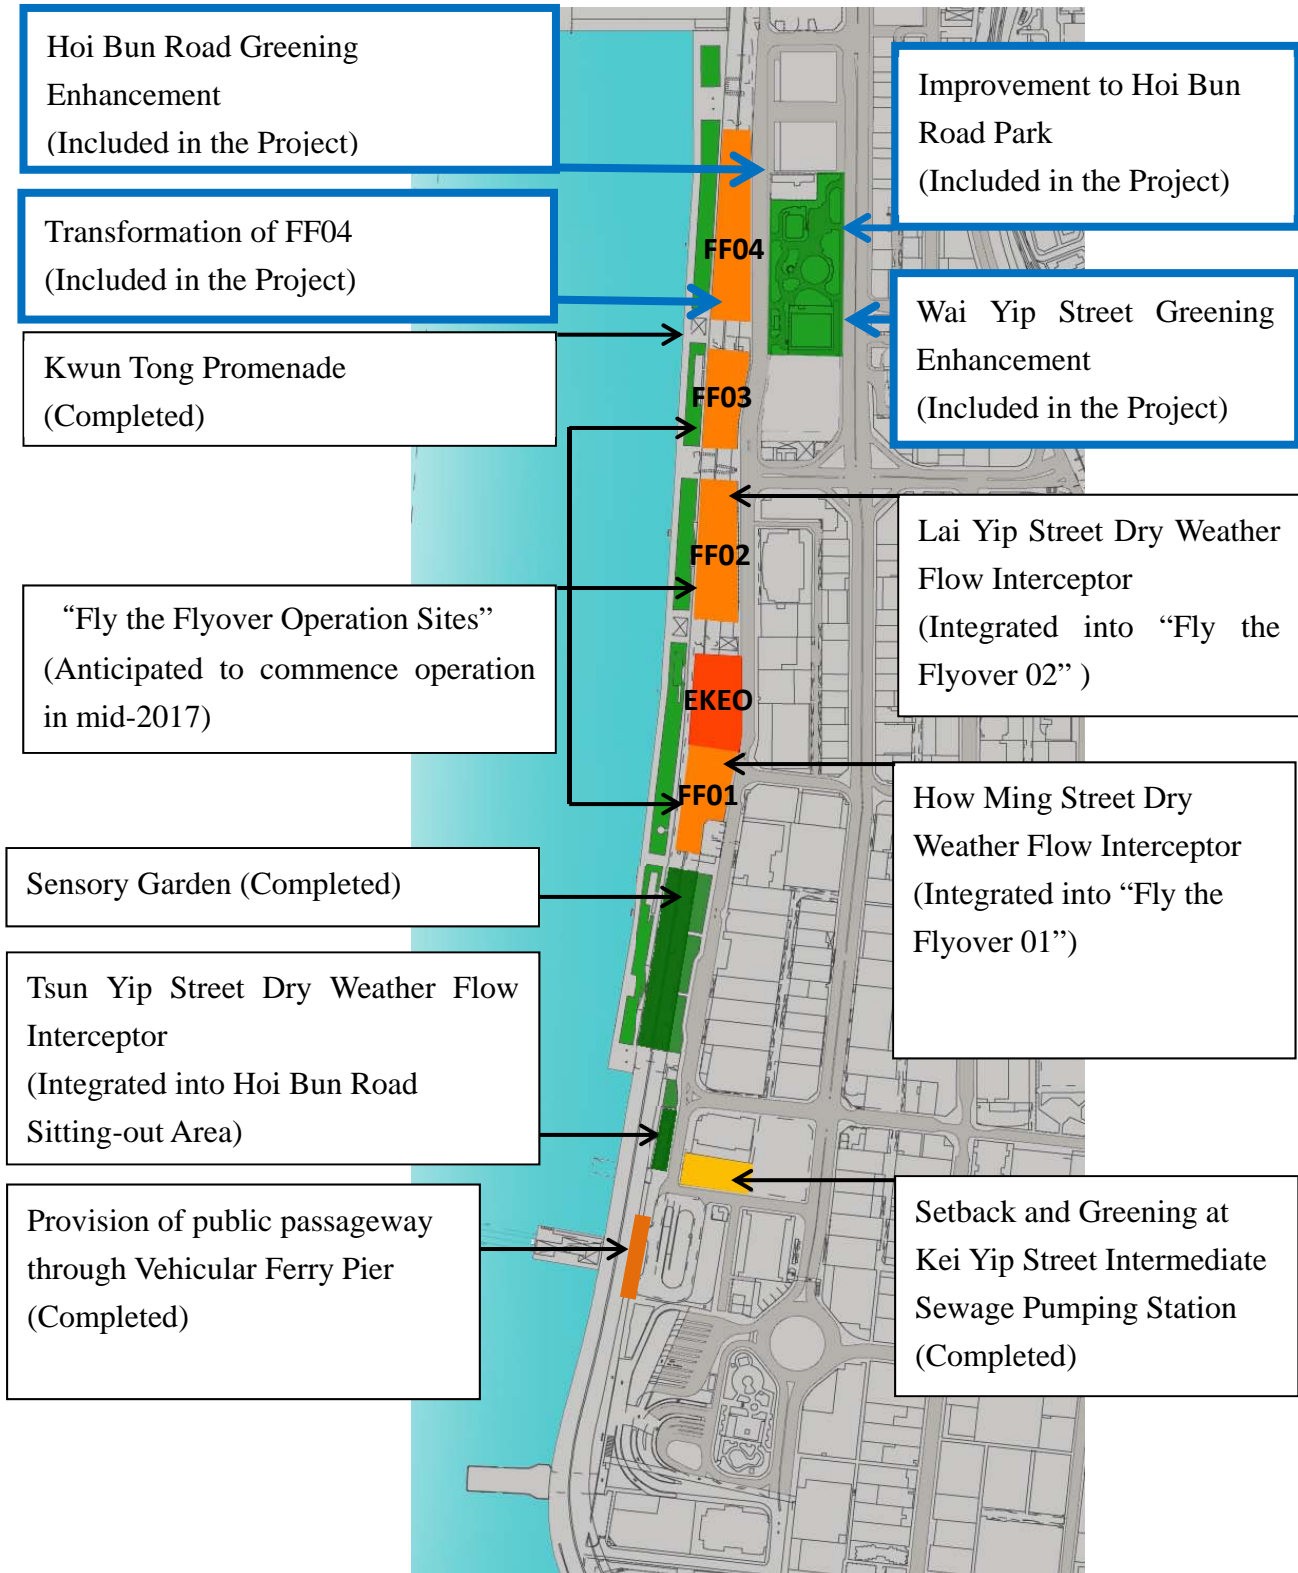 Hoi Bun Road Greening
Enhancement
(Included in the Project)
Transformation of FF04
(Included in the Project)
Kwun Tong Promenade
(Completed)
“Fly the Flyover Operation Sites”
(Anticipated to commence operation
in mid-2017)
Sensory Garden (Completed)
Tsun Yip Street Dry Weather Flow
Interceptor
(Integrated into Hoi Bun Road
Sitting-out Area)
Provision of public passageway
through Vehicular Ferry Pier
(Completed)
FF04
FF03
FF02
EKEO
FF01
Improvement to Hoi Bun
Road Park
(Included in the Project)
Wai Yip Street Greening
Enhancement
(Included in the Project)
Lai Yip Street Dry Weather
Flow Interceptor
(Integrated into “Fly the
Flyover 02” )
How Ming Street Dry
Weather Flow Interceptor
(Integrated into “Fly the
Flyover 01”)
Setback and Greening at
Kei Yip Street Intermediate
Sewage Pumping Station
(Completed)